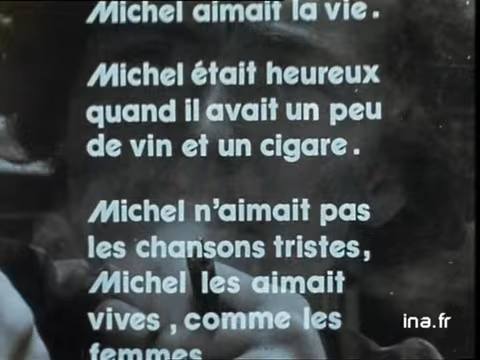 Michel aimait la vie.
Michel était heureux
quand il avait un peu
de vin et un cigare.
Michel n'aimait pas
les chansons tristes,
Michel les aimait
vives, comme les
femmes
ina.fr